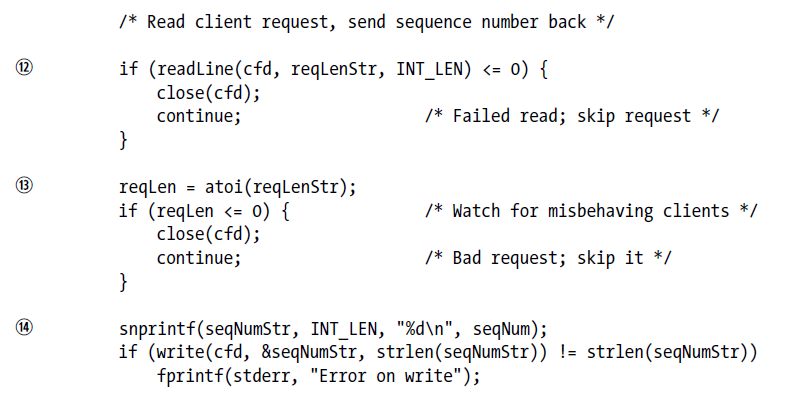 /* Read client request, send sequence number back */
⑫ if (readLine(cfd, reqLenStr, INT_LEN) <= 0) {
close(cfd);
continue; /* Failed read; skip request */
}
⑬ reqLen = atoi(reqLenStr);
if (reqLen <= 0) { /* Watch for misbehaving clients */
close(cfd);
continue; /* Bad request; skip it */
}
⑭ snprintf(seqNumStr, INT_LEN, "%d\n", seqNum);
if (write(cfd, &seqNumStr, strlen(seqNumStr)) != strlen(seqNumStr))
fprintf(stderr, "Error on write");